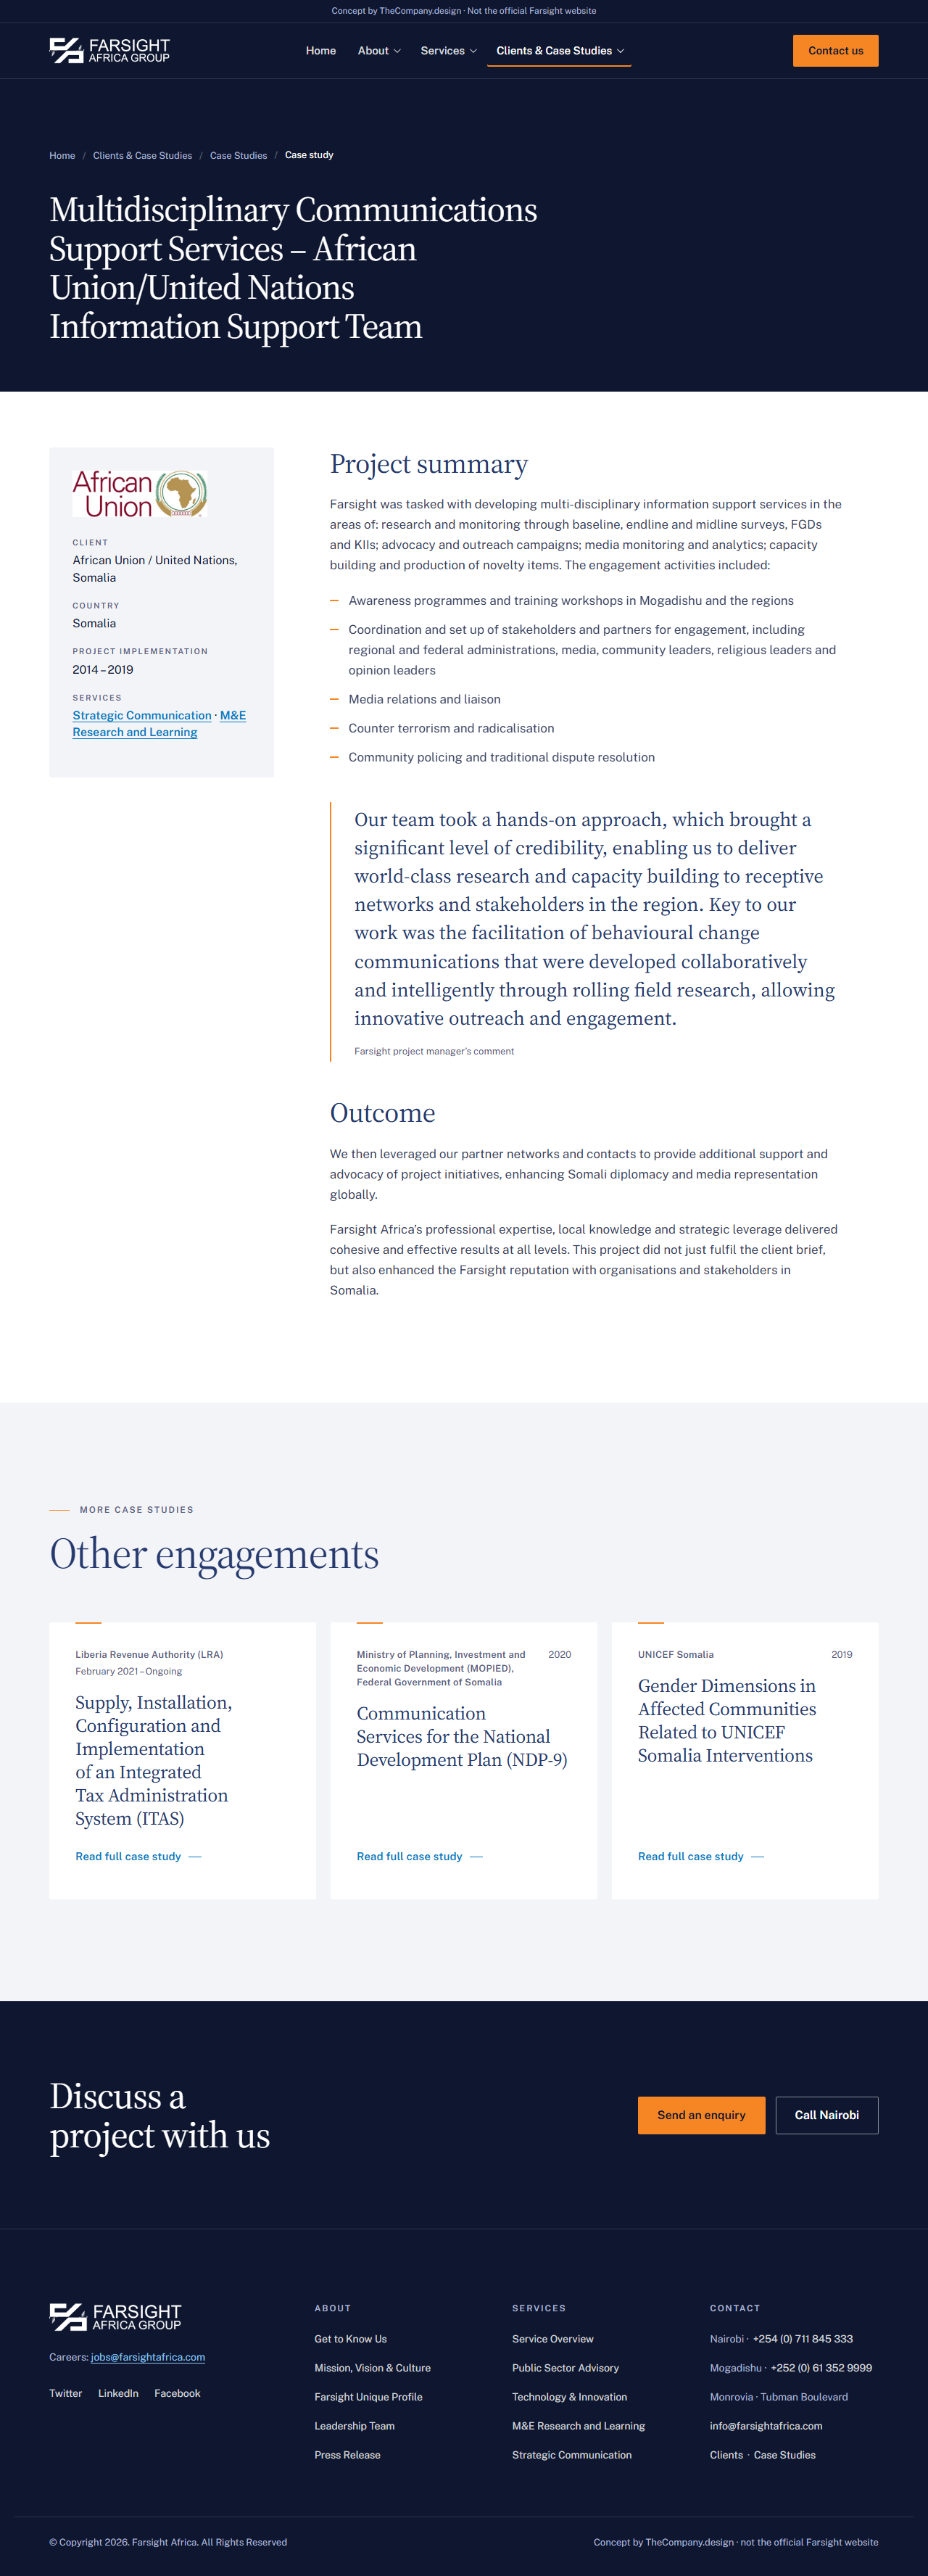 Concept by TheCompany.design · Not the official Farsight website
FARSIGHT
AFRICA GROUP
Home
About
Services
Clients & Case Studies
Contact us
Home / Clients & Case Studies / Case Studies / Case study
Multidisciplinary Communications
Support Services – African
Union/United Nations
Information Support Team
African
Union
CLIENT
African Union / United Nations,
Somalia
COUNTRY
Somalia
PROJECT IMPLEMENTATION
2014 – 2019
SERVICES
Strategic Communication · M&E
Research and Learning
Project summary
Farsight was tasked with developing multi-disciplinary information support services in the
areas of: research and monitoring through baseline, endline and midline surveys, FGDs
and KIIs; advocacy and outreach campaigns; media monitoring and analytics; capacity
building and production of novelty items. The engagement activities included:
Awareness programmes and training workshops in Mogadishu and the regions
Coordination and set up of stakeholders and partners for engagement, including
regional and federal administrations, media, community leaders, religious leaders and
opinion leaders
Media relations and liaison
Counter terrorism and radicalisation
Community policing and traditional dispute resolution
Our team took a hands-on approach, which brought a
significant level of credibility, enabling us to deliver
world-class research and capacity building to receptive
networks and stakeholders in the region. Key to our
work was the facilitation of behavioural change
communications that were developed collaboratively
and intelligently through rolling field research, allowing
innovative outreach and engagement.
Farsight project manager's comment
Outcome
We then leveraged our partner networks and contacts to provide additional support and
advocacy of project initiatives, enhancing Somali diplomacy and media representation
globally.
Farsight Africa's professional expertise, local knowledge and strategic leverage delivered
cohesive and effective results at all levels. This project did not just fulfil the client brief,
but also enhanced the Farsight reputation with organisations and stakeholders in
Somalia.
MORE CASE STUDIES
Other engagements
Liberia Revenue Authority (LRA)
February 2021 – Ongoing
Supply, Installation,
Configuration and
Implementation
of an Integrated
Tax Administration
System (ITAS)
Read full case study
Ministry of Planning, Investment and
Economic Development (MOPIED),
Federal Government of Somalia
2020
Communication
Services for the National
Development Plan (NDP-9)
Read full case study
UNICEF Somalia
2019
Gender Dimensions in
Affected Communities
Related to UNICEF
Somalia Interventions
Read full case study
Discuss a
project with us
Send an enquiry
Call Nairobi
FARSIGHT
AFRICA GROUP
Careers: jobs@farsightafrica.com
Twitter
LinkedIn
Facebook
ABOUT
Get to Know Us
Mission, Vision & Culture
Farsight Unique Profile
Leadership Team
Press Release
SERVICES
Service Overview
Public Sector Advisory
Technology & Innovation
M&E Research and Learning
Strategic Communication
CONTACT
Nairobi · +254 (0) 711 845 333
Mogadishu · +252 (0) 61 352 9999
Monrovia · Tubman Boulevard
info@farsightafrica.com
Clients · Case Studies
© Copyright 2026. Farsight Africa. All Rights Reserved
Concept by TheCompany.design · not the official Farsight website